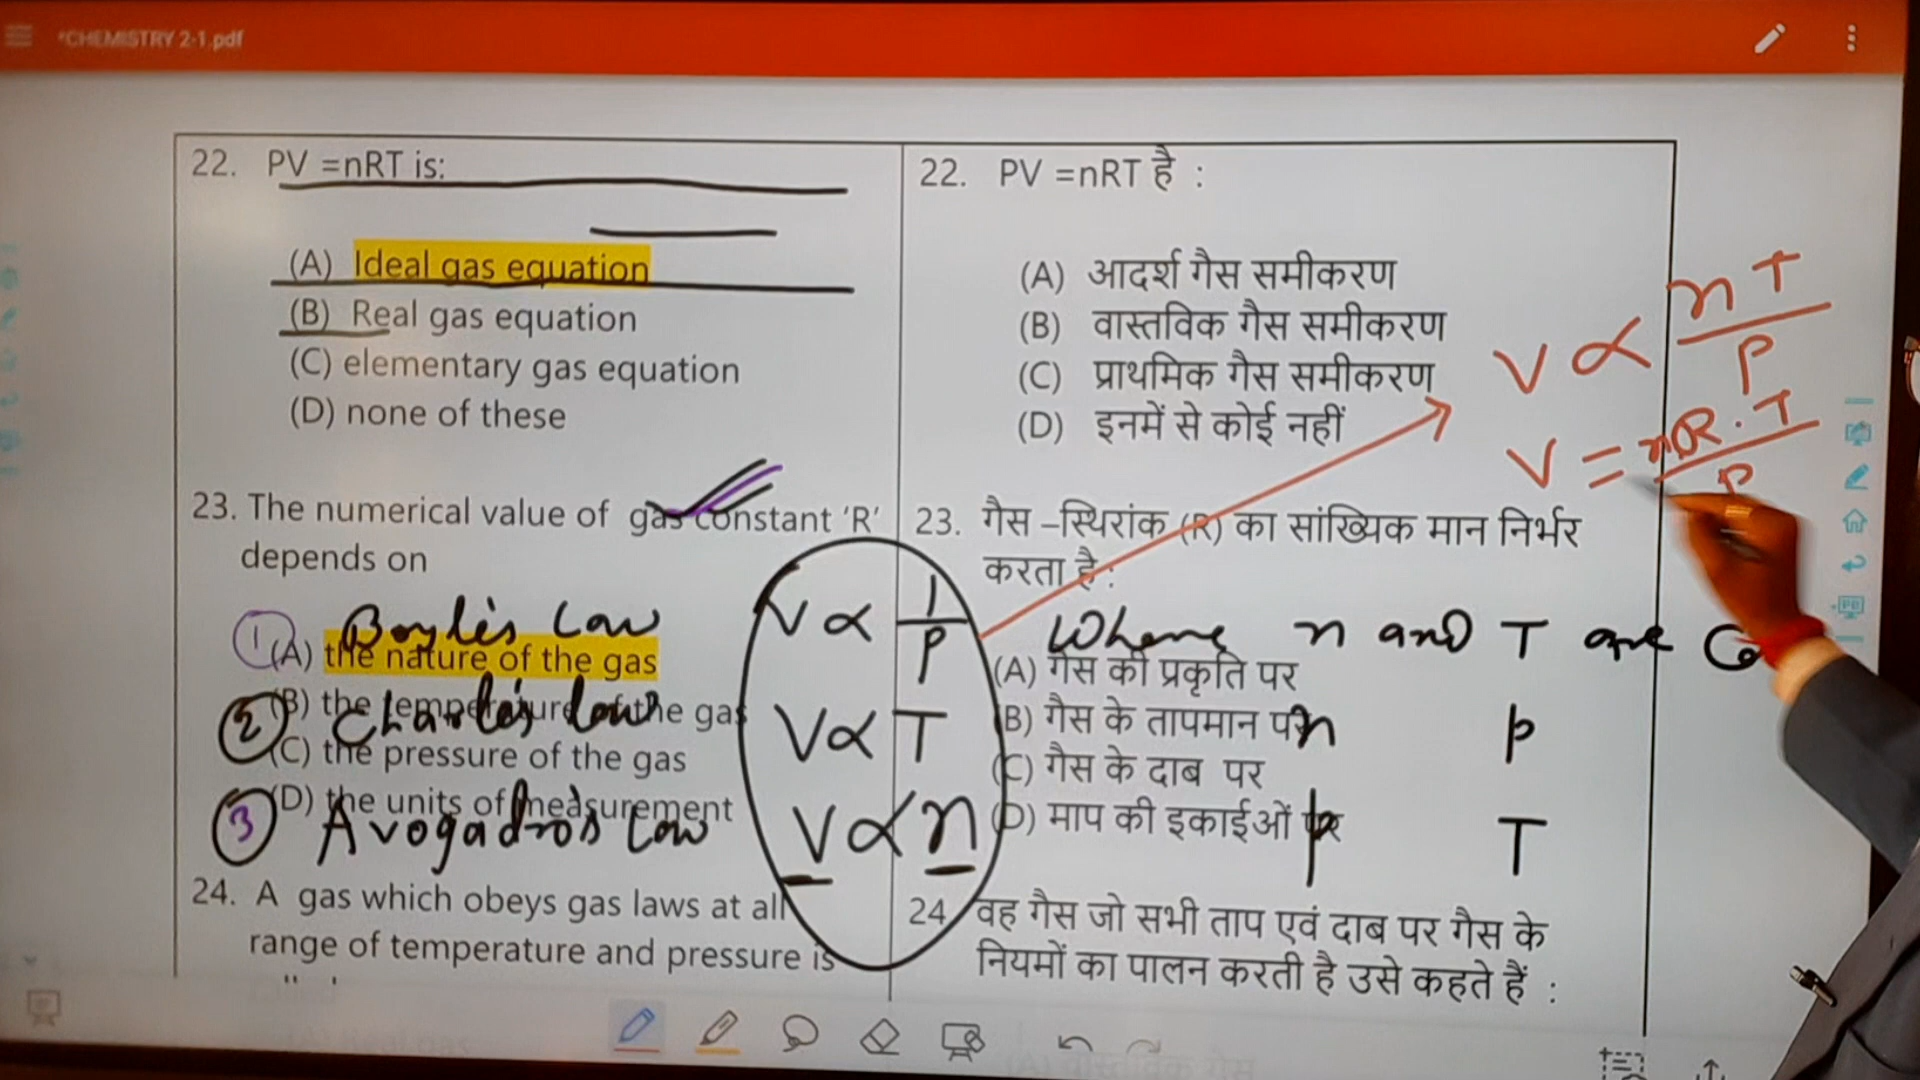 *CHEMISTRY 2-1.pdf
22. PV =nRT is:
(A) Ideal gas equation
(B) Real gas equation
(C) elementary gas equation
(D) none of these
22. PV =nRT है :
(A) आदर्श गैस समीकरण
(B) वास्तविक गैस समीकरण
(C) प्राथमिक गैस समीकरण
(D) इनमें से कोई नहीं
V ∝ nT/P
V = nR.T/P
23. The numerical value of gas constant ‘R’
depends on
(A) the nature of the gas
(B) the temperature of the gas
(C) the pressure of the gas
(D) the units of measurement
1 Boyle's Law
2 Charle's law
3 Avogadro's Law
V ∝ 1/P
V ∝ T
V ∝ n
23. गैस –स्थिरांक (R) का सांख्यिक मान निर्भर
करता है :
Where n and T are Co
(A) गैस की प्रकृति पर
(B) गैस के तापमान पर
n P
(C) गैस के दाब पर
(D) माप की इकाईओं पर
P T
24. A gas which obeys gas laws at all
range of temperature and pressure is
24 वह गैस जो सभी ताप एवं दाब पर गैस के
नियमों का पालन करती है उसे कहते हैं :